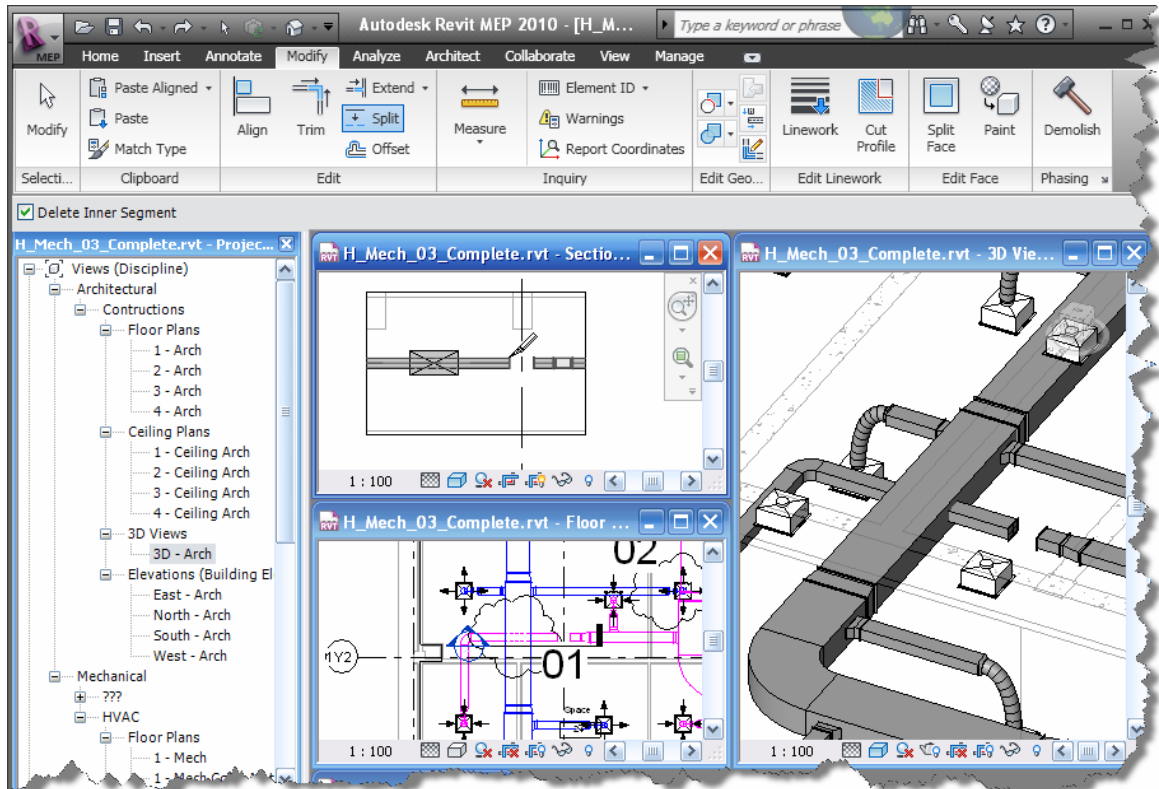 Autodesk Revit MEP 2010 - [H_M... Type a keyword or phrase
MEP Home Insert Annotate Modify Analyze Architect Collaborate View Manage
Modify
Paste Aligned
Paste
Match Type
Align
Trim
Extend
Split
Offset
Measure
Element ID
Warnings
Report Coordinates
Linework
Cut
Profile
Split
Face
Paint
Demolish
Selecti... Clipboard Edit Inquiry Edit Geo... Edit Linework Edit Face Phasing
Delete Inner Segment
H_Mech_03_Complete.rvt - Projec...
Views (Discipline)
Architectural
Contructions
Floor Plans
1 - Arch
2 - Arch
3 - Arch
4 - Arch
Ceiling Plans
1 - Ceiling Arch
2 - Ceiling Arch
3 - Ceiling Arch
4 - Ceiling Arch
3D Views
3D - Arch
Elevations (Building El
East - Arch
North - Arch
South - Arch
West - Arch
Mechanical
???
HVAC
Floor Plans
1 - Mech
RVT H_Mech_03_Complete.rvt - Sectio...
1 : 100
RVT H_Mech_03_Complete.rvt - Floor ...
02
01
Space
1 : 100
RVT H_Mech_03_Complete.rvt - 3D Vie...
1 : 100